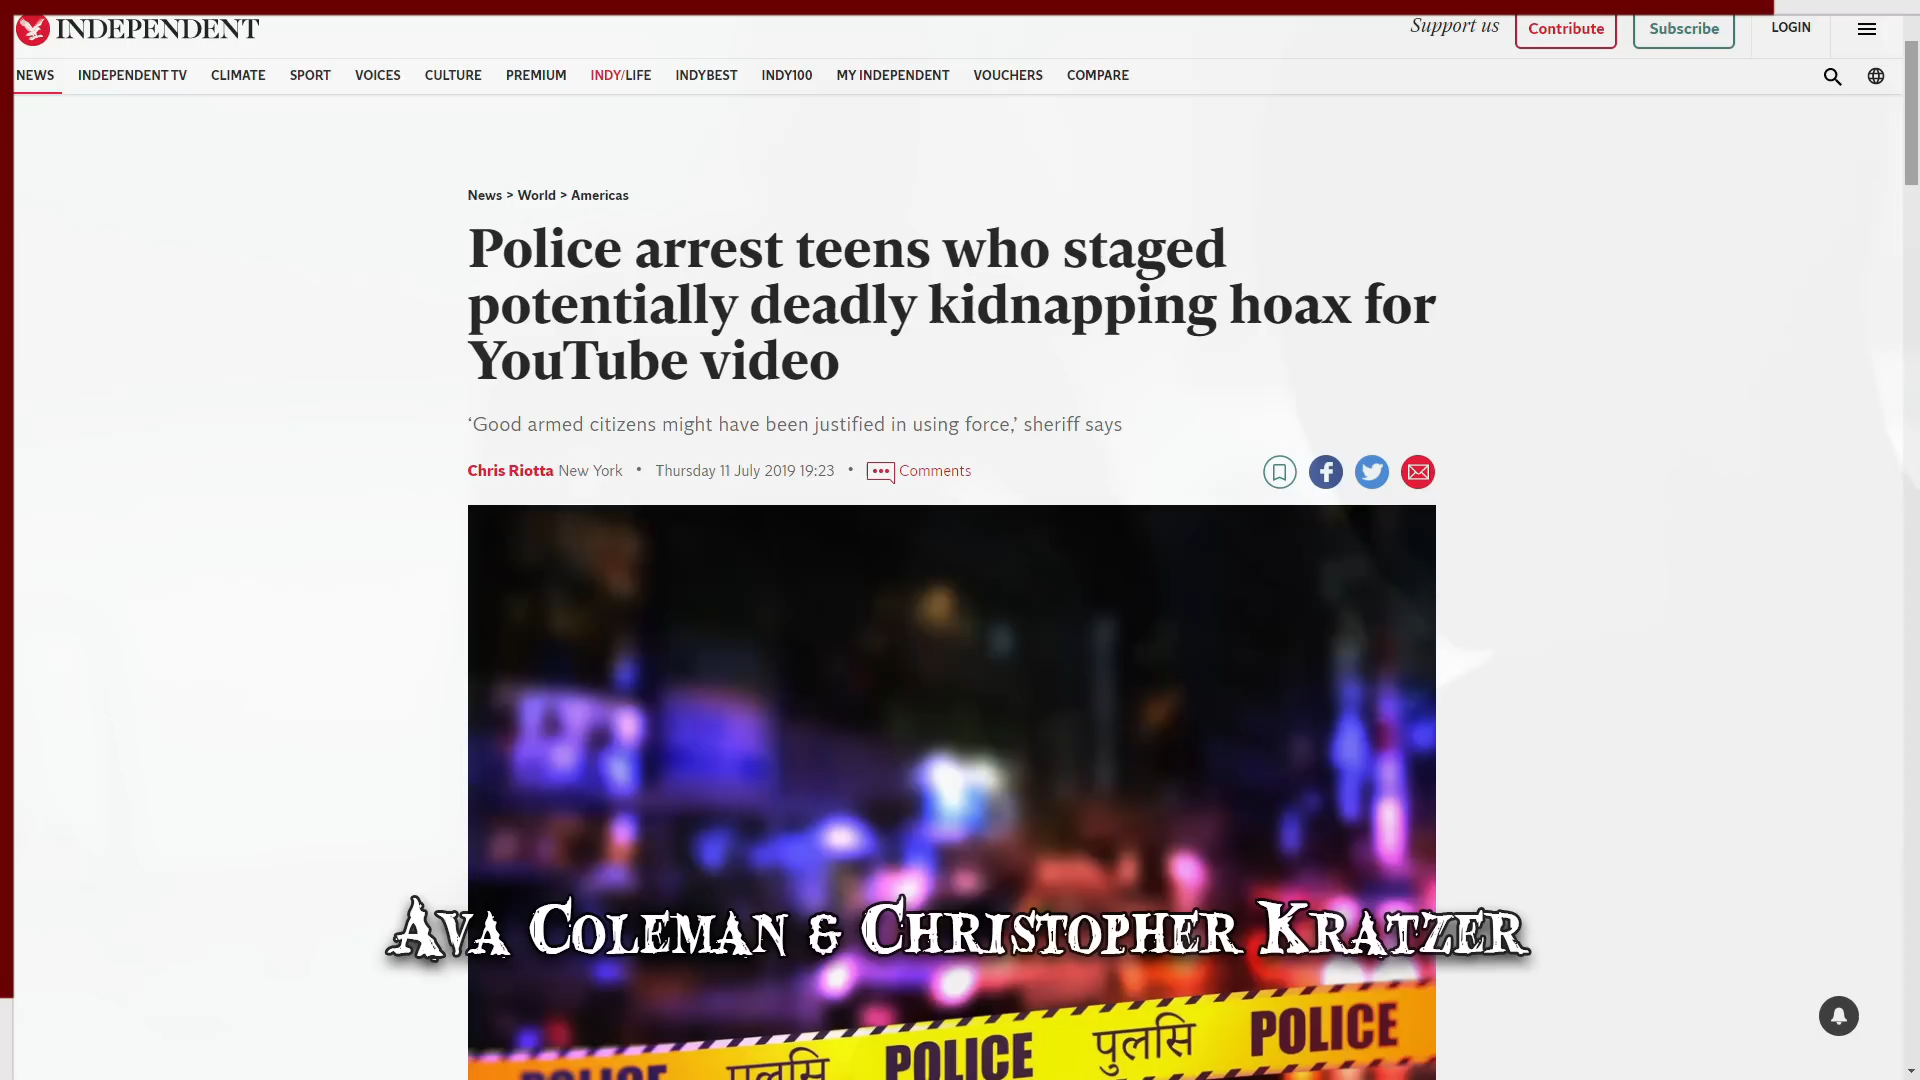 INDEPENDENT
Support us
Contribute
Subscribe
LOGIN
NEWS INDEPENDENT TV CLIMATE SPORT VOICES CULTURE PREMIUM INDY/LIFE INDYBEST INDY100 MY INDEPENDENT VOUCHERS COMPARE
News > World > Americas
Police arrest teens who staged
potentially deadly kidnapping hoax for
YouTube video
‘Good armed citizens might have been justified in using force,’ sheriff says
Chris Riotta New York • Thursday 11 July 2019 19:23 • Comments
AVA COLEMAN & CHRISTOPHER KRATZER
POLICE पुलसि POLICE पुलसि POLICE